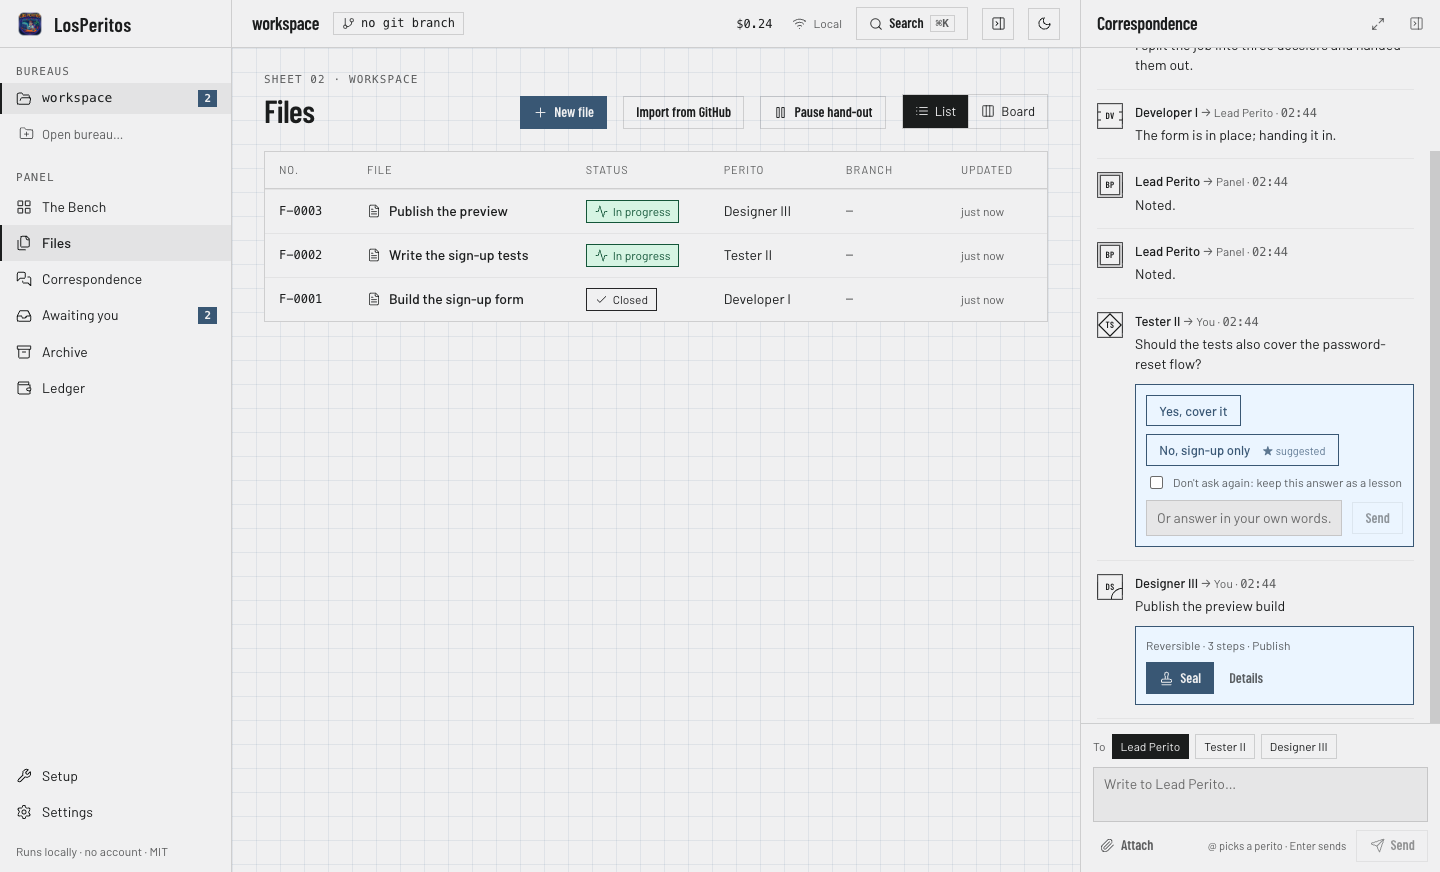 LosPeritos
BUREAUS
workspace 2
Open bureau...
PANEL
The Bench
Files
Correspondence
Awaiting you 2
Archive
Ledger
Setup
Settings
Runs locally · no account · MIT
workspace no git branch $0.24 Local Search ⌘K
SHEET 02 · WORKSPACE
Files
New file Import from GitHub Pause hand-out List Board
NO. FILE STATUS PERITO BRANCH UPDATED
F-0003 Publish the preview In progress Designer III — just now
F-0002 Write the sign-up tests In progress Tester II — just now
F-0001 Build the sign-up form Closed Developer I — just now
Correspondence
I split the job into three dossiers and handed
them out.
DV Developer I → Lead Perito · 02:44
The form is in place; handing it in.
BP Lead Perito → Panel · 02:44
Noted.
BP Lead Perito → Panel · 02:44
Noted.
TS Tester II → You · 02:44
Should the tests also cover the password-
reset flow?
Yes, cover it
No, sign-up only ★ suggested
Don't ask again: keep this answer as a lesson
Or answer in your own words. Send
DS Designer III → You · 02:44
Publish the preview build
Reversible · 3 steps · Publish
Seal Details
To Lead Perito Tester II Designer III
Write to Lead Perito...
Attach @ picks a perito · Enter sends Send